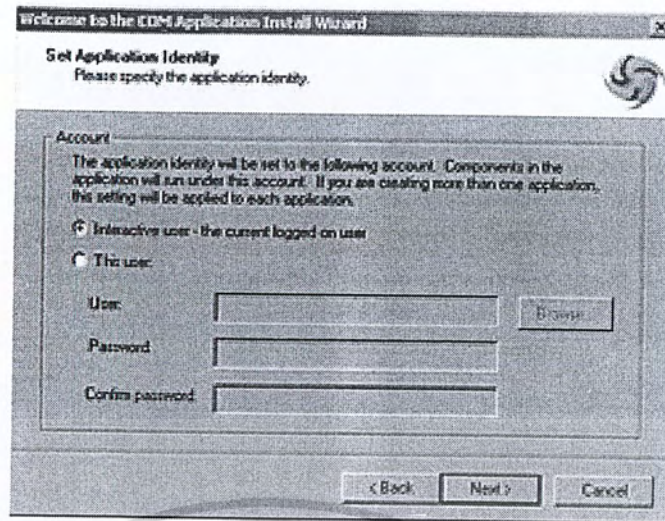 Welcome to the COM Application Install Wizard
Set Application Identity
Please specify the application identity.
Account
The application identity will be set to the following account. Components in the
application will run under this account. If you are creating more than one application,
this setting will be applied to each application.
Interactive user - the current logged on user
This user:
User:
Browse...
Password:
Confirm password:
< Back
Next >
Cancel